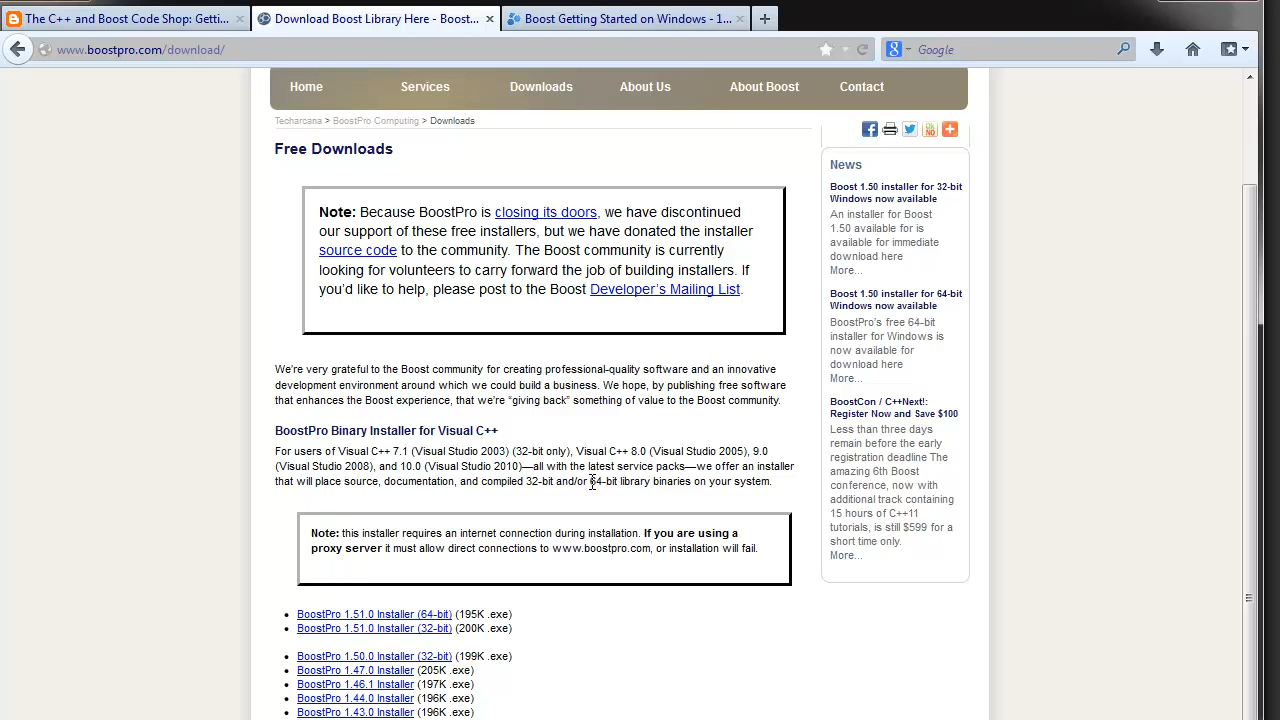 The C++ and Boost Code Shop: Getti...
Download Boost Library Here - Boost...
Boost Getting Started on Windows - 1...
www.boostpro.com/download/
Google
Home
Services
Downloads
About Us
About Boost
Contact
Techarcana > BoostPro Computing > Downloads
Free Downloads
Note: Because BoostPro is closing its doors, we have discontinued
our support of these free installers, but we have donated the installer
source code to the community. The Boost community is currently
looking for volunteers to carry forward the job of building installers. If
you'd like to help, please post to the Boost Developer's Mailing List.
We're very grateful to the Boost community for creating professional-quality software and an innovative
development environment around which we could build a business. We hope, by publishing free software
that enhances the Boost experience, that we're “giving back” something of value to the Boost community.
BoostPro Binary Installer for Visual C++
For users of Visual C++ 7.1 (Visual Studio 2003) (32-bit only), Visual C++ 8.0 (Visual Studio 2005), 9.0
(Visual Studio 2008), and 10.0 (Visual Studio 2010)—all with the latest service packs—we offer an installer
that will place source, documentation, and compiled 32-bit and/or 64-bit library binaries on your system.
Note: this installer requires an internet connection during installation. If you are using a
proxy server it must allow direct connections to www.boostpro.com, or installation will fail.
BoostPro 1.51.0 Installer (64-bit) (195K .exe)
BoostPro 1.51.0 Installer (32-bit) (200K .exe)
BoostPro 1.50.0 Installer (32-bit) (199K .exe)
BoostPro 1.47.0 Installer (205K .exe)
BoostPro 1.46.1 Installer (197K .exe)
BoostPro 1.44.0 Installer (196K .exe)
BoostPro 1.43.0 Installer (196K .exe)
News
Boost 1.50 installer for 32-bit
Windows now available
An installer for Boost
1.50 available for is
available for immediate
download here
More...
Boost 1.50 installer for 64-bit
Windows now available
BoostPro's free 64-bit
installer for Windows is
now available for
download here
More...
BoostCon / C++Next!:
Register Now and Save $100
Less than three days
remain before the early
registration deadline The
amazing 6th Boost
conference, now with
additional track containing
15 hours of C++11
tutorials, is still $599 for a
short time only.
More...